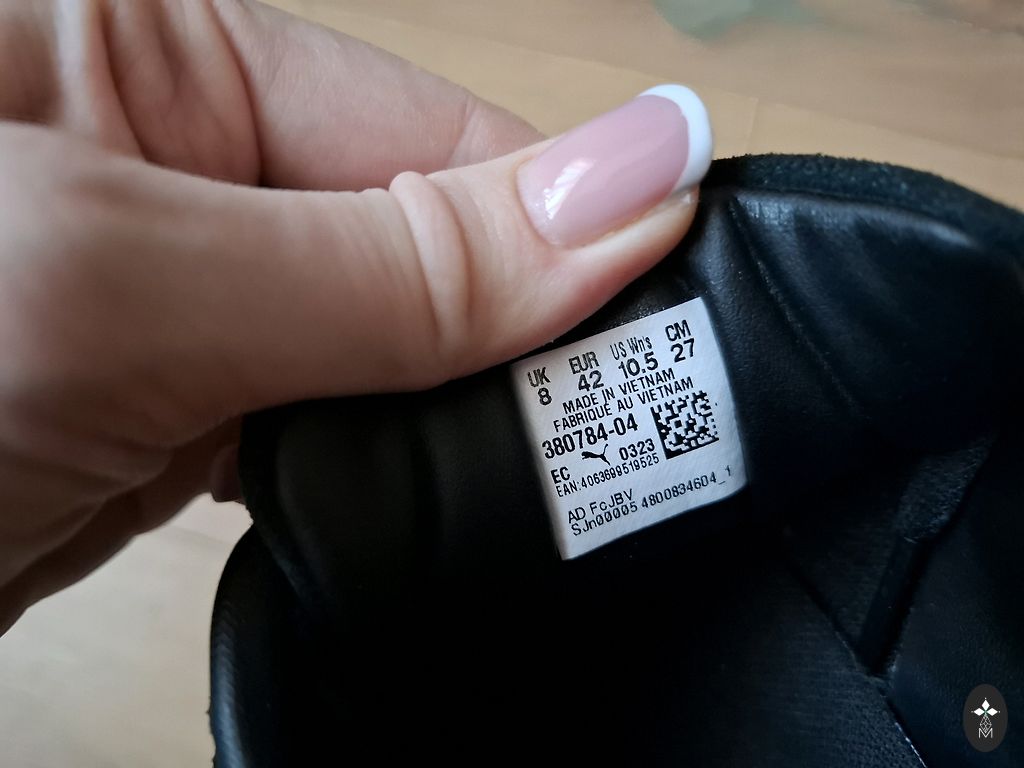 UK EUR US Wn's CM
8 42 10.5 27
MADE IN VIETNAM
FABRIQUÉ AU VIETNAM
380784-04
EC 0323
EAN:4063699519525
AD FcJBV
SJn00005 4800834604_1
M